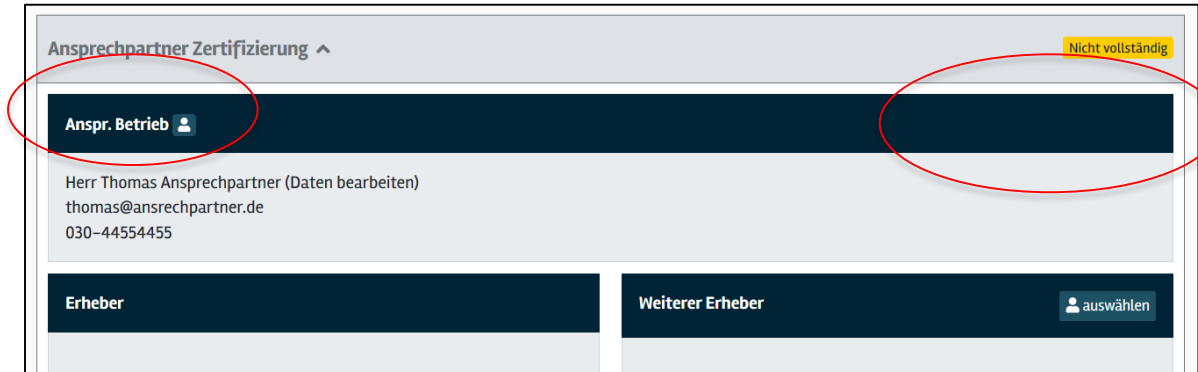 Ansprechpartner Zertifizierung
Nicht vollständig
Anspr. Betrieb
Herr Thomas Ansprechpartner (Daten bearbeiten)
thomas@ansrechpartner.de
030-44554455
Erheber
Weiterer Erheber
auswählen